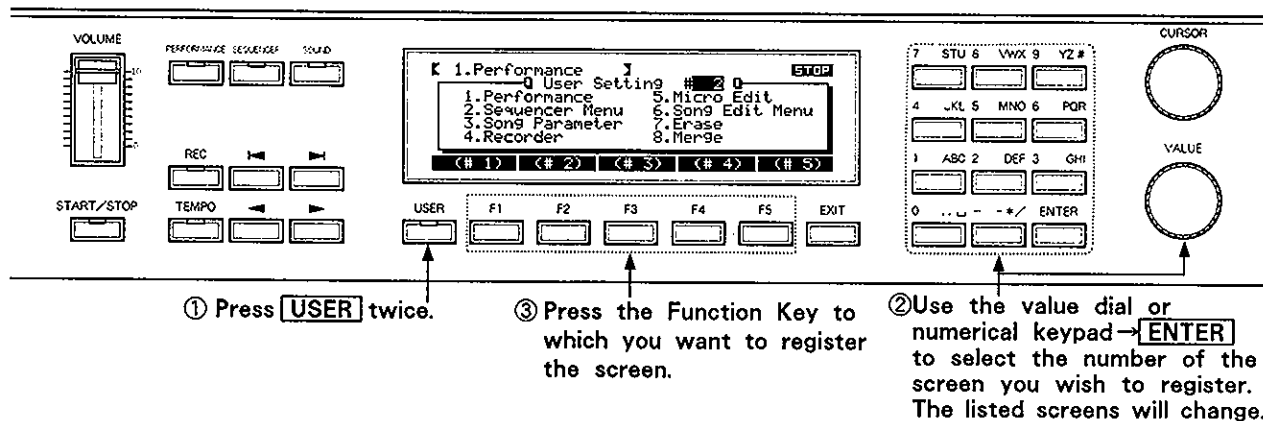 VOLUME
10
0
PERFORMANCE SEQUENCER SOUND
REC
START/STOP
TEMPO
1.Performance
STOP
User Setting # 2
1.Performance 5.Micro Edit
2.Sequencer Menu 6.Song Edit Menu
3.Song Parameter 7.Erase
4.Recorder 8.Merge
(# 1) (# 2) (# 3) (# 4) (# 5)
USER F1 F2 F3 F4 F5 EXIT
7 STU 8 VWX 9 YZ#
4 JKL 5 MNO 6 PQR
1 ABC 2 DEF 3 GHI
0 - -*/ ENTER
CURSOR
VALUE
① Press USER twice.
③ Press the Function Key to
which you want to register
the screen.
②Use the value dial or
numerical keypad→ENTER
to select the number of the
screen you wish to register.
The listed screens will change.